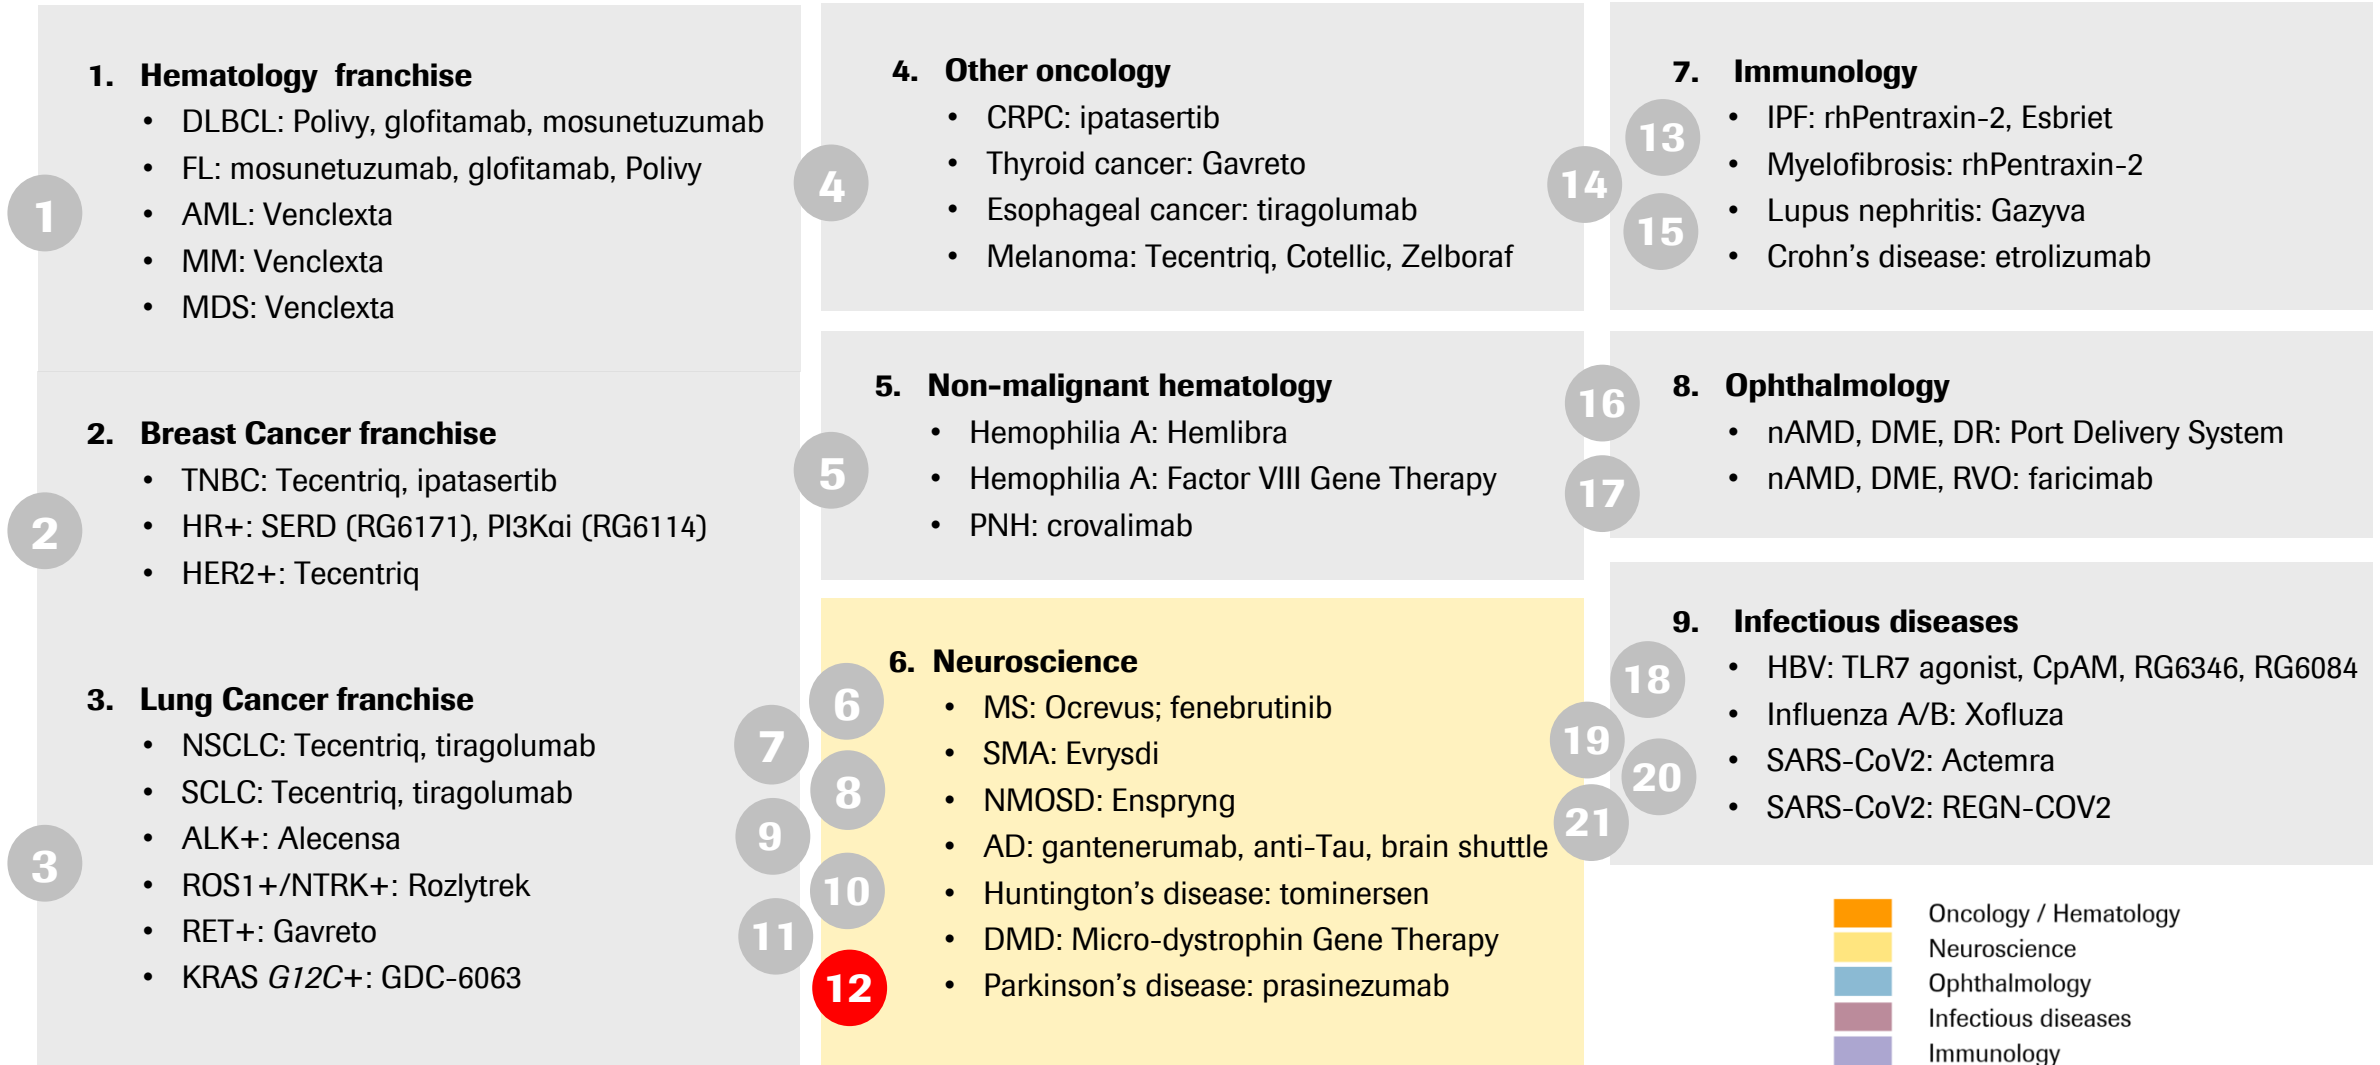 1. Hematology franchise
• DLBCL: Polivy, glofitamab, mosunetuzumab
• FL: mosunetuzumab, glofitamab, Polivy
• AML: Venclexta
• MM: Venclexta
• MDS: Venclexta
1
2. Breast Cancer franchise
• TNBC: Tecentriq, ipatasertib
• HR+: SERD (RG6171), PI3Kαi (RG6114)
• HER2+: Tecentriq
2
3. Lung Cancer franchise
• NSCLC: Tecentriq, tiragolumab
• SCLC: Tecentriq, tiragolumab
• ALK+: Alecensa
• ROS1+/NTRK+: Rozlytrek
• RET+: Gavreto
• KRAS G12C+: GDC-6063
3
4. Other oncology
• CRPC: ipatasertib
• Thyroid cancer: Gavreto
• Esophageal cancer: tiragolumab
• Melanoma: Tecentriq, Cotellic, Zelboraf
4
5. Non-malignant hematology
• Hemophilia A: Hemlibra
• Hemophilia A: Factor VIII Gene Therapy
• PNH: crovalimab
5
6. Neuroscience
• MS: Ocrevus; fenebrutinib
• SMA: Evrysdi
• NMOSD: Enspryng
• AD: gantenerumab, anti-Tau, brain shuttle
• Huntington's disease: tominersen
• DMD: Micro-dystrophin Gene Therapy
• Parkinson's disease: prasinezumab
6
7
8
9
10
11
12
7. Immunology
• IPF: rhPentraxin-2, Esbriet
• Myelofibrosis: rhPentraxin-2
• Lupus nephritis: Gazyva
• Crohn's disease: etrolizumab
13
14
15
8. Ophthalmology
• nAMD, DME, DR: Port Delivery System
• nAMD, DME, RVO: faricimab
16
17
9. Infectious diseases
• HBV: TLR7 agonist, CpAM, RG6346, RG6084
• Influenza A/B: Xofluza
• SARS-CoV2: Actemra
• SARS-CoV2: REGN-COV2
18
19
20
21
Oncology / Hematology
Neuroscience
Ophthalmology
Infectious diseases
Immunology